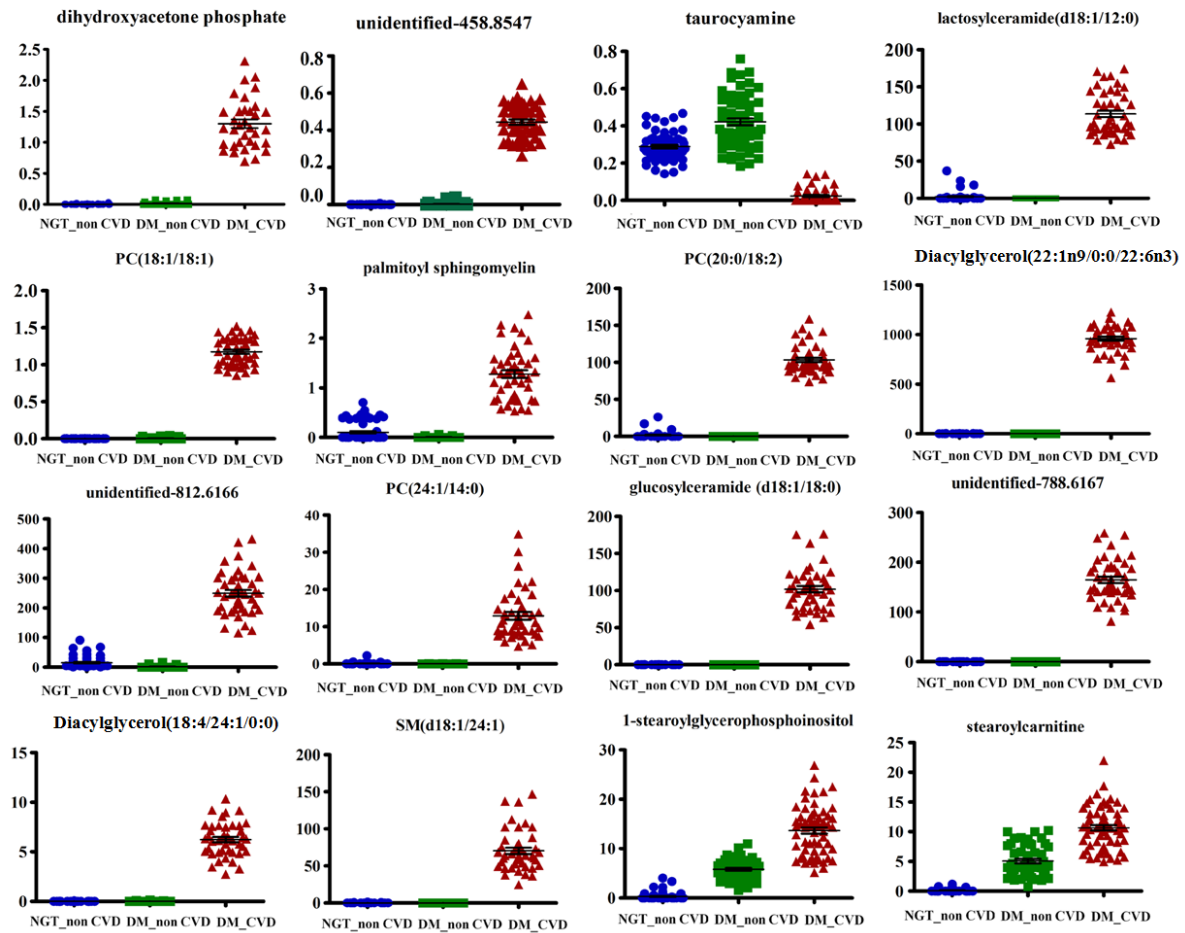 dihydroxyacetone phosphate
2.5
2.0
1.5
1.0
0.5
0.0
NGT_non CVD DM_non CVD DM_CVD
unidentified-458.8547
0.8
0.6
0.4
0.2
0.0
0.0
NGT_non CVD DM_non CVD DM_CVD
taurocyamine
0.8
0.6
0.4
0.2
0.0
NGT_non CVD DM_non CVD DM_CVD
lactosylceramide(d18:1/12:0)
200
150
100
50
0
NGT_non CVD DM_non CVD DM_CVD
PC(18:1/18:1)
2.0
1.5
1.0
0.5
0.0
NGT_non CVD DM_non CVD DM_CVD
palmitoyl sphingomyelin
3
2
1
0
NGT_non CVD DM_non CVD DM_CVD
PC(20:0/18:2)
200
150
100
50
0
NGT_non CVD DM_non CVD DM_CVD
Diacylglycerol(22:1n9/0:0/22:6n3)
1500
1000
500
0
NGT_non CVD DM_non CVD DM_CVD
unidentified-812.6166
500
400
300
200
100
0
NGT_non CVD DM_non CVD DM_CVD
PC(24:1/14:0)
40
30
20
10
0
NGT_non CVD DM_non CVD DM_CVD
glucosylceramide (d18:1/18:0)
200
150
100
50
0
NGT_non CVD DM_non CVD DM_CVD
unidentified-788.6167
300
200
100
0
NGT_non CVD DM_non CVD DM_CVD
Diacylglycerol(18:4/24:1/0:0)
15
10
5
0
NGT_non CVD DM_non CVD DM_CVD
SM(d18:1/24:1)
200
150
100
50
0
NGT_non CVD DM_non CVD DM_CVD
1-stearoylglycerophosphoinositol
30
20
10
0
NGT_non CVD DM_non CVD DM_CVD
stearoylcarnitine
25
20
15
10
5
0
NGT_non CVD DM_non CVD DM_CVD